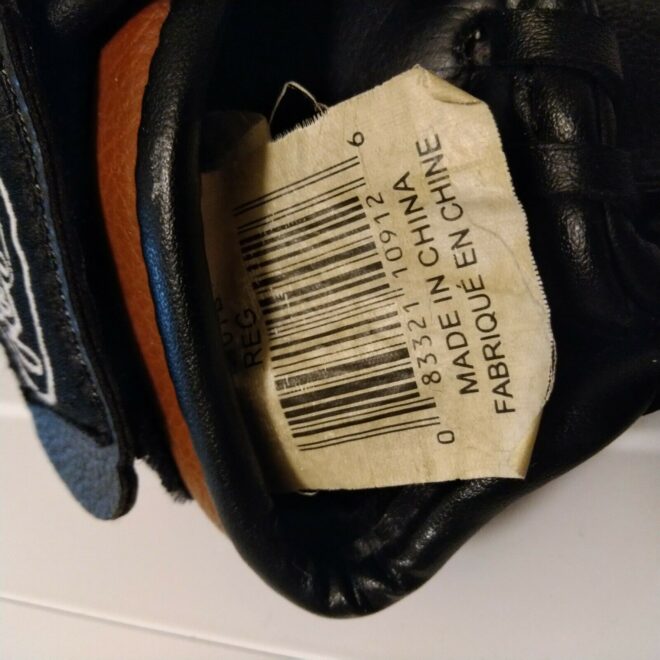 REG
0 83321 10912 6
MADE IN CHINA
FABRIQUÉ EN CHINE